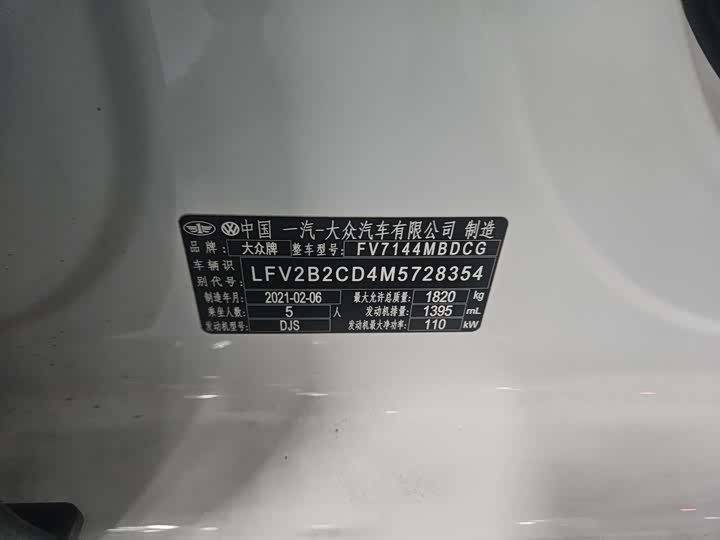 中国 一汽-大众汽车有限公司 制造
品牌: 大众牌 整车型号: FV7144MBDCG
车辆识别代号: LFV2B2CD4M5728354
制造年月: 2021-02-06 最大允许总质量: 1820 kg
乘坐人数: 5 人 发动机排量: 1395 mL
发动机型号: DJS 发动机最大净功率: 110 kW